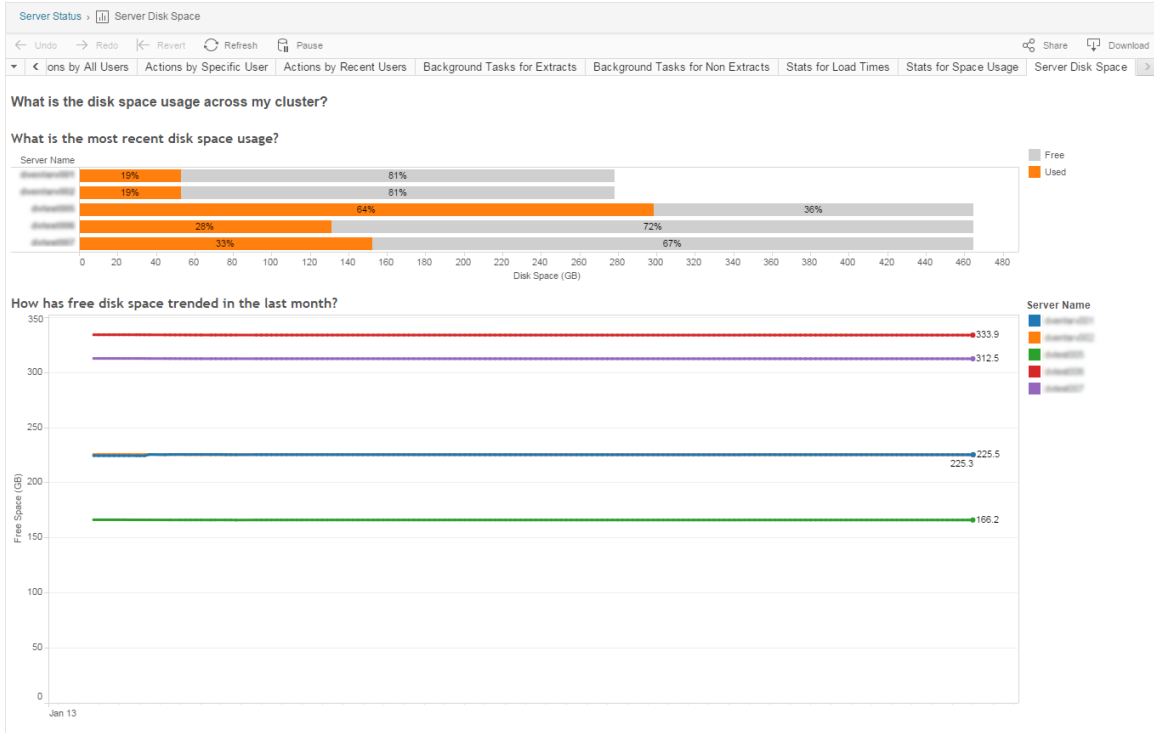 Server Status › Server Disk Space
Undo Redo Revert Refresh Pause Share Download
ons by All Users Actions by Specific User Actions by Recent Users Background Tasks for Extracts Background Tasks for Non Extracts Stats for Load Times Stats for Space Usage Server Disk Space
What is the disk space usage across my cluster?
What is the most recent disk space usage?
Server Name
Free
Used
19% 81%
19% 81%
64% 36%
28% 72%
33% 67%
0 20 40 60 80 100 120 140 160 180 200 220 240 260 280 300 320 340 360 380 400 420 440 460 480
Disk Space (GB)
How has free disk space trended in the last month?
Server Name
350
333.9
312.5
300
250
225.5
225.3
200
Free Space (GB)
166.2
150
100
50
0
Jan 13